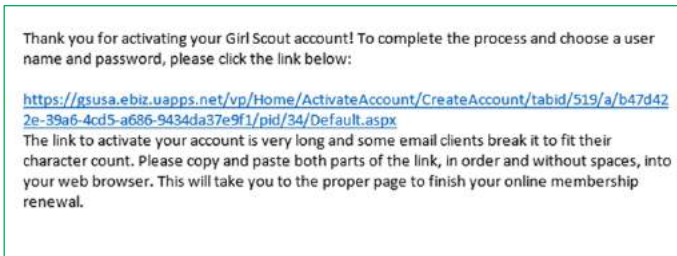 Thank you for activating your Girl Scout account! To complete the process and choose a user
name and password, please click the link below:
https://gsusa.ebiz.uapps.net/vp/Home/ActivateAccount/CreateAccount/tabid/519/a/b47d42
2e-39a6-4cd5-a686-9434da37e9f1/pid/34/Default.aspx
The link to activate your account is very long and some email clients break it to fit their
character count. Please copy and paste both parts of the link, in order and without spaces, into
your web browser. This will take you to the proper page to finish your online membership
renewal.